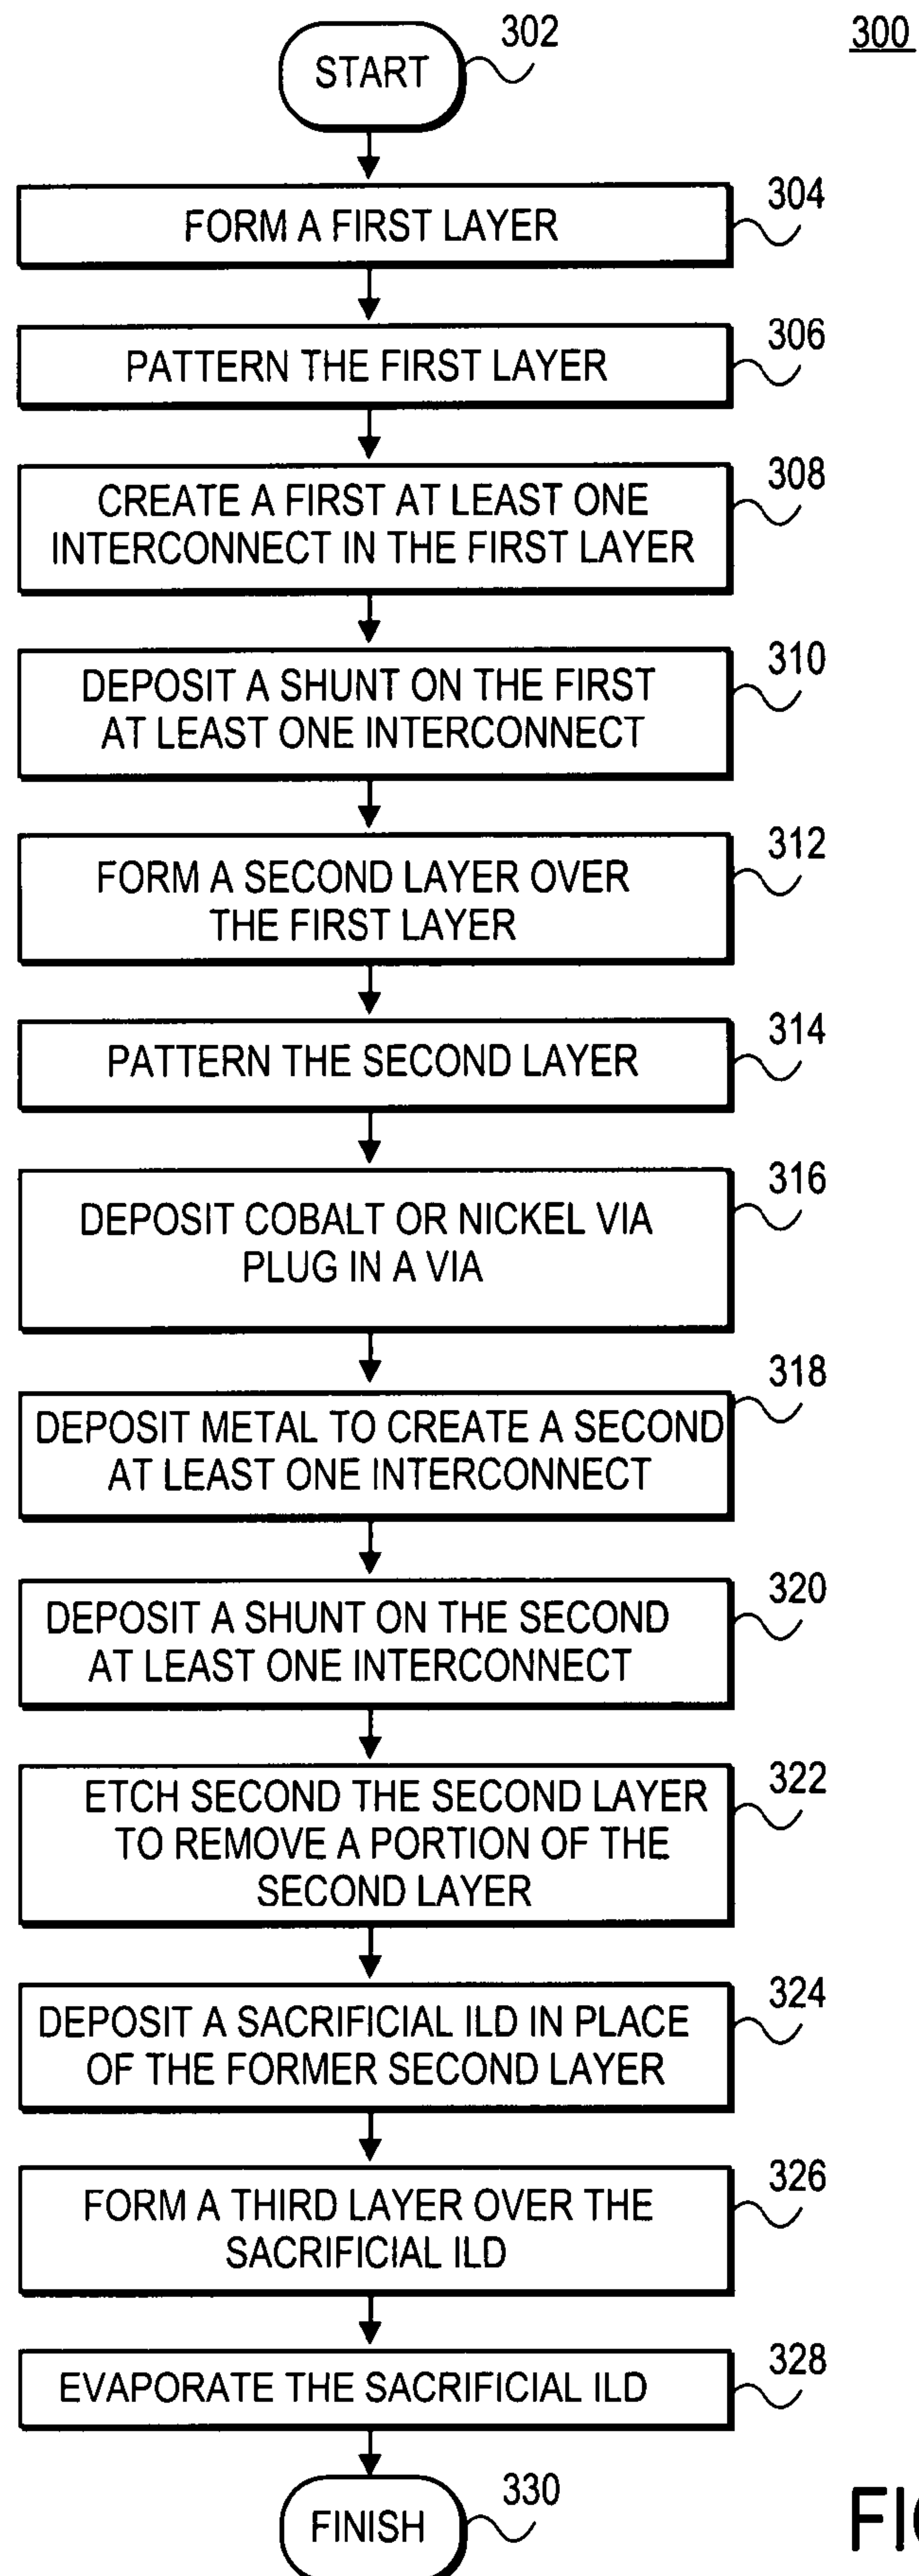 300
START
302
FORM A FIRST LAYER
304
PATTERN THE FIRST LAYER
306
CREATE A FIRST AT LEAST ONE
INTERCONNECT IN THE FIRST LAYER
308
DEPOSIT A SHUNT ON THE FIRST
AT LEAST ONE INTERCONNECT
310
FORM A SECOND LAYER OVER
THE FIRST LAYER
312
PATTERN THE SECOND LAYER
314
DEPOSIT COBALT OR NICKEL VIA
PLUG IN A VIA
316
DEPOSIT METAL TO CREATE A SECOND
AT LEAST ONE INTERCONNECT
318
DEPOSIT A SHUNT ON THE SECOND
AT LEAST ONE INTERCONNECT
320
ETCH SECOND THE SECOND LAYER
TO REMOVE A PORTION OF THE
SECOND LAYER
322
DEPOSIT A SACRIFICIAL ILD IN PLACE
OF THE FORMER SECOND LAYER
324
FORM A THIRD LAYER OVER THE
SACRIFICIAL ILD
326
EVAPORATE THE SACRIFICIAL ILD
328
FINISH
330